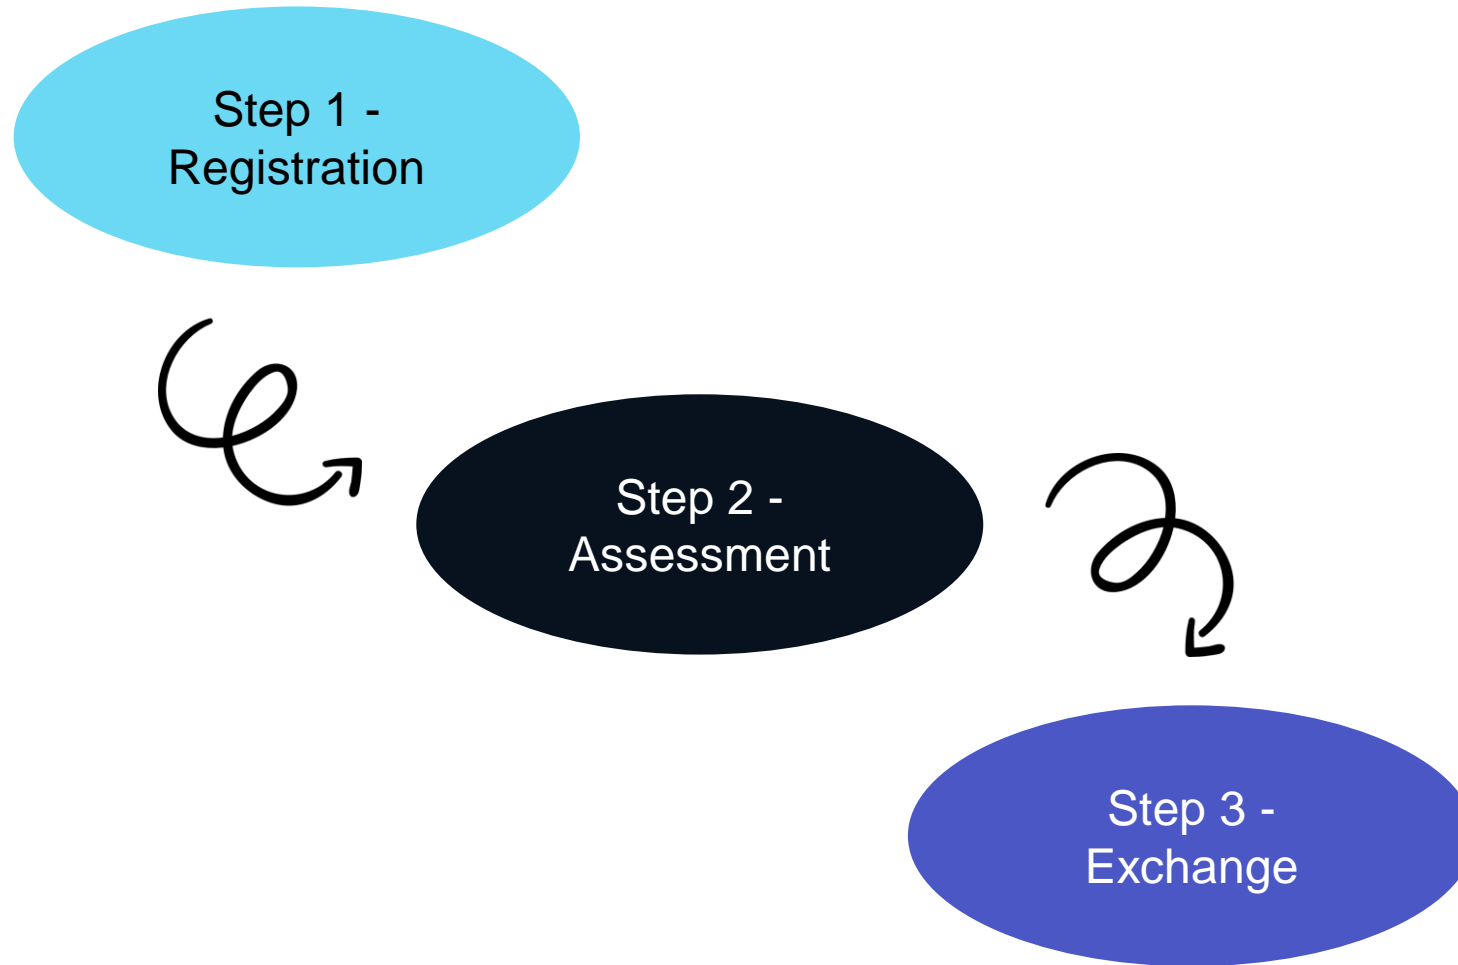 Step 1 -
Registration
Step 2 -
Assessment
Step 3 -
Exchange